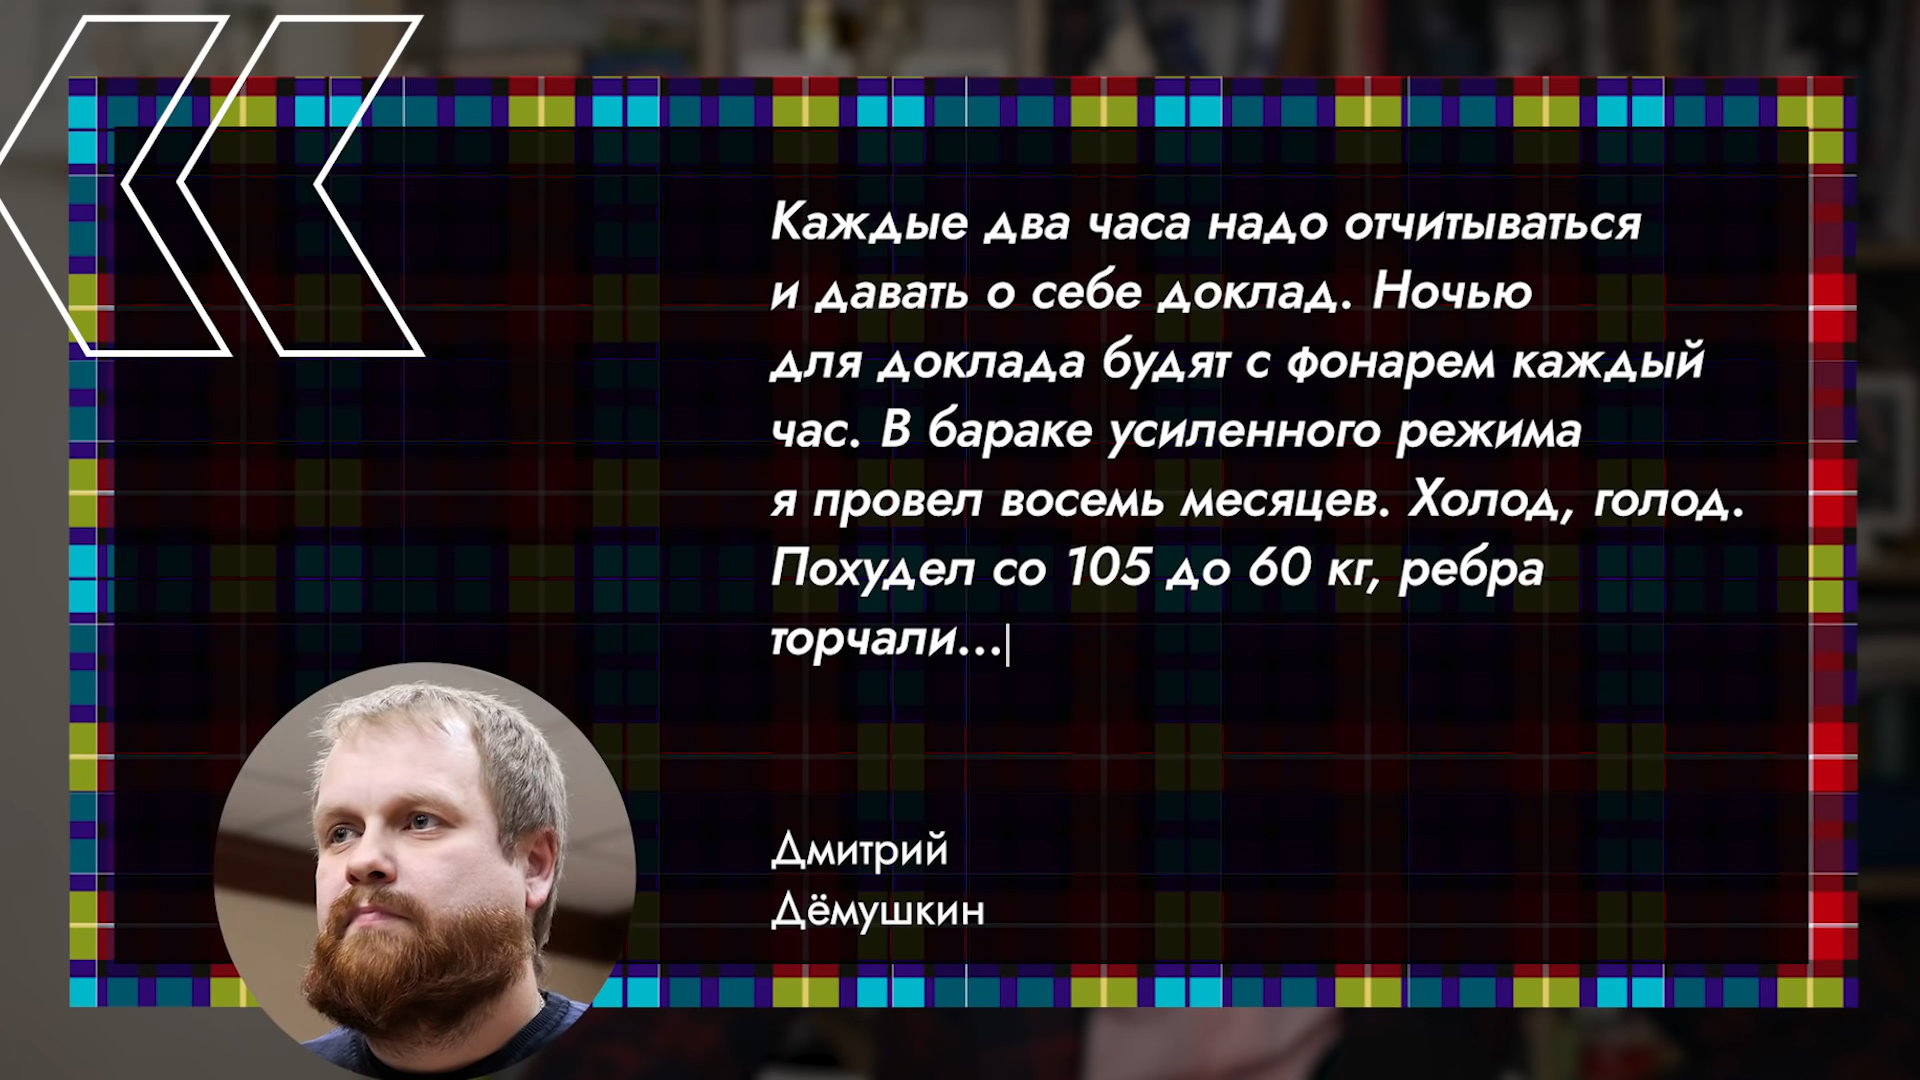 Каждые два часа надо отчитываться
и давать о себе доклад. Ночью
для доклада будят с фонарем каждый
час. В бараке усиленного режима
я провел восемь месяцев. Холод, голод.
Похудел со 105 до 60 кг, ребра
торчали...
Дмитрий
Дёмушкин